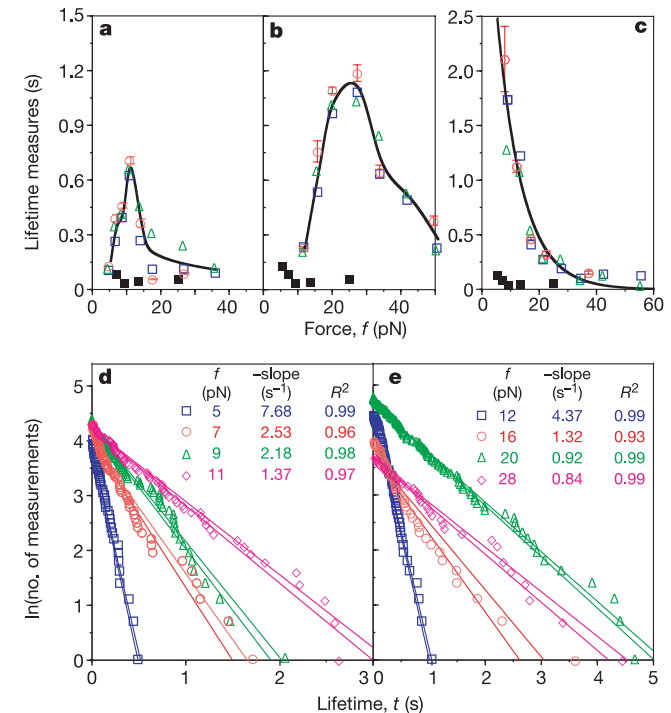 a
b
c
1.5
1.2
0.9
0.6
0.3
0
2.5
2.0
1.5
1.0
0.5
0
Lifetime measures (s)
0 10 20 30 40
0 10 20 30 40 50
0 20 40 60
Force, f (pN)
d
f –slope R²
(pN) (s⁻¹)
5 7.68 0.99
7 2.53 0.96
9 2.18 0.98
11 1.37 0.97
e
f –slope R²
(pN) (s⁻¹)
12 4.37 0.99
16 1.32 0.93
20 0.92 0.99
28 0.84 0.99
5
4
3
2
1
0
ln(no. of measurements)
0 1 2 3
0 1 2 3 4 5
Lifetime, t (s)